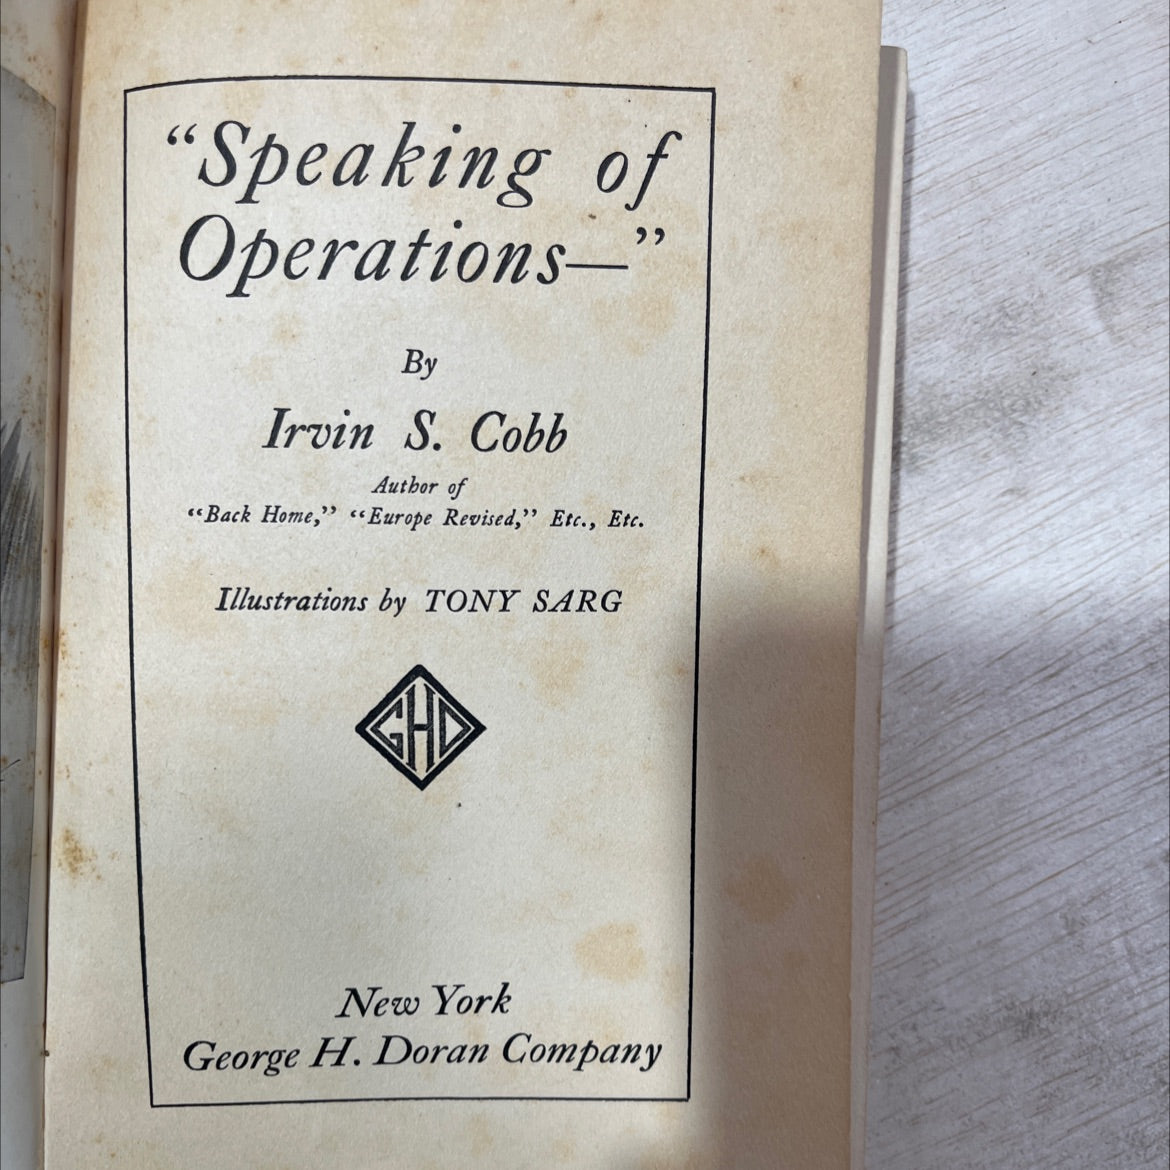 “Speaking of
Operations—”
By
Irvin S. Cobb
Author of
“Back Home,” “Europe Revised,” Etc., Etc.
Illustrations by TONY SARG
GHD
New York
George H. Doran Company